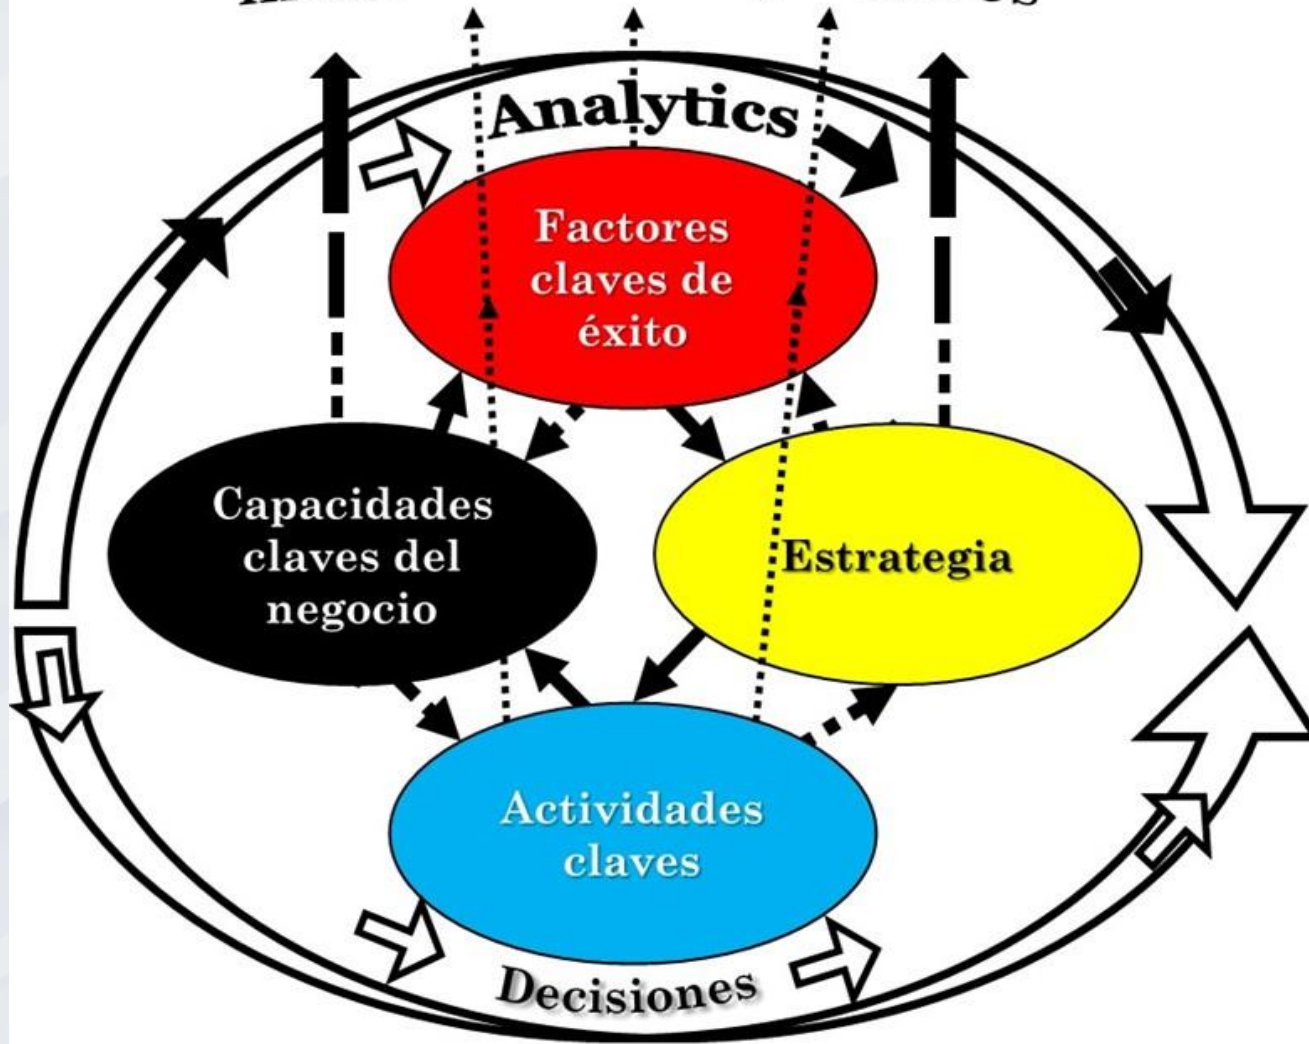 Analytics
Factores
claves de
éxito
Capacidades
claves del
negocio
Estrategia
Actividades
claves
Decisiones